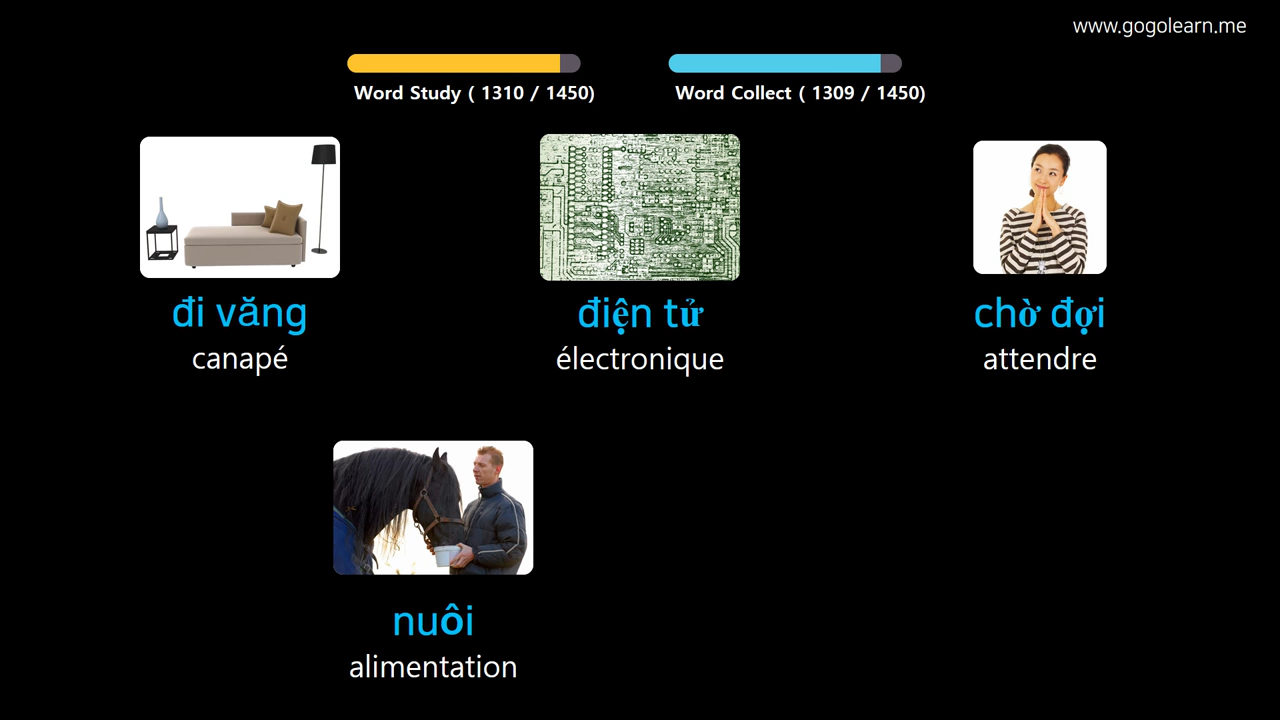 www.gogolearn.me
Word Study ( 1310 / 1450)
Word Collect ( 1309 / 1450)
đi văng
canapé
điện tử
électronique
chờ đợi
attendre
nuôi
alimentation